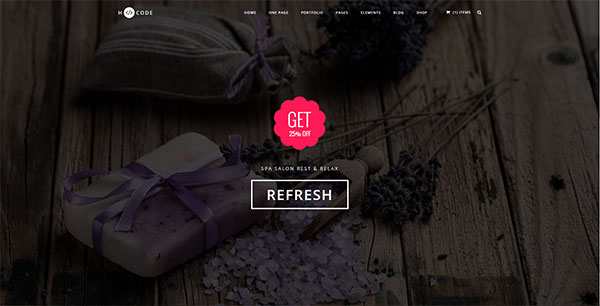 H </> CODE
HOME ONE PAGE PORTFOLIO PAGES ELEMENTS BLOG SHOP (1) ITEMS
GET
25% OFF
SPA SALON REST & RELAX
REFRESH